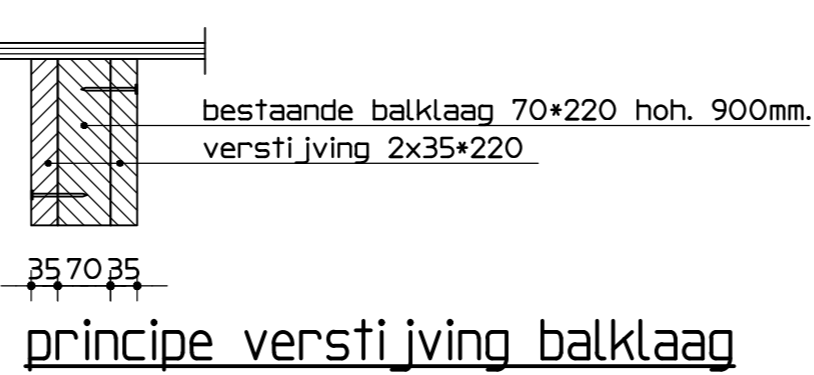 bestaande balklaag 70*220 hoh. 900mm.
verstijving 2x35*220
35 70 35
principe verstijving balklaag